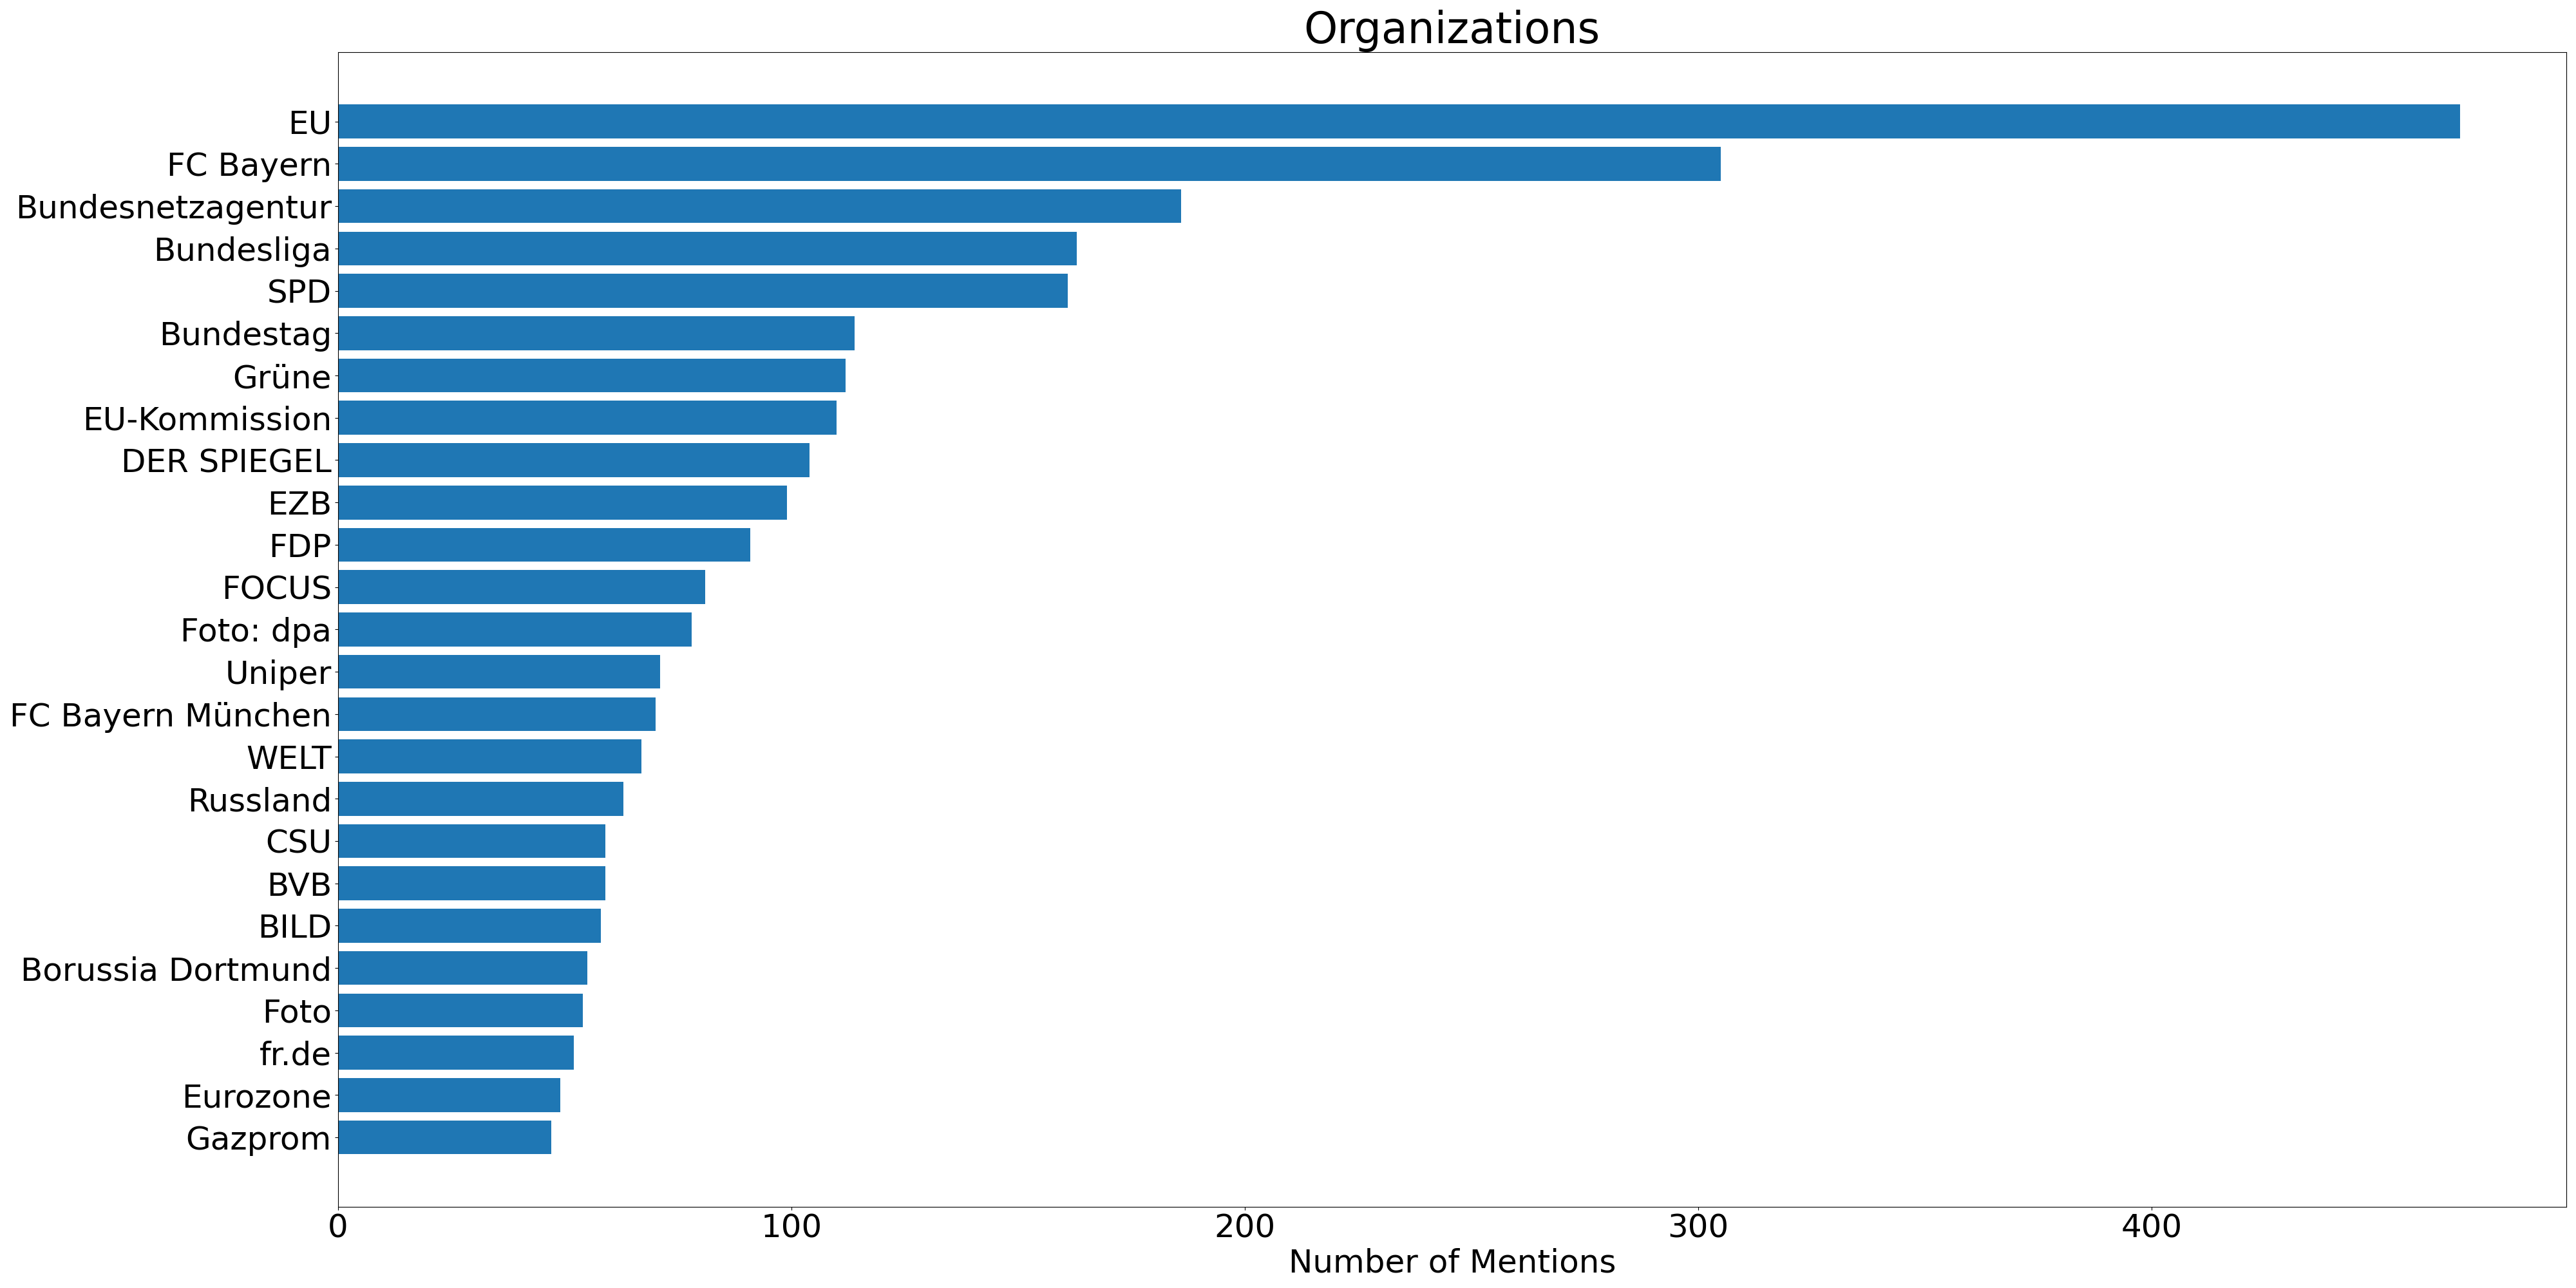 Organizations
EU
FC Bayern
Bundesnetzagentur
Bundesliga
SPD
Bundestag
Grüne
EU-Kommission
DER SPIEGEL
EZB
FDP
FOCUS
Foto: dpa
Uniper
FC Bayern München
WELT
Russland
CSU
BVB
BILD
Borussia Dortmund
Foto
fr.de
Eurozone
Gazprom
0 100 200 300 400
Number of Mentions